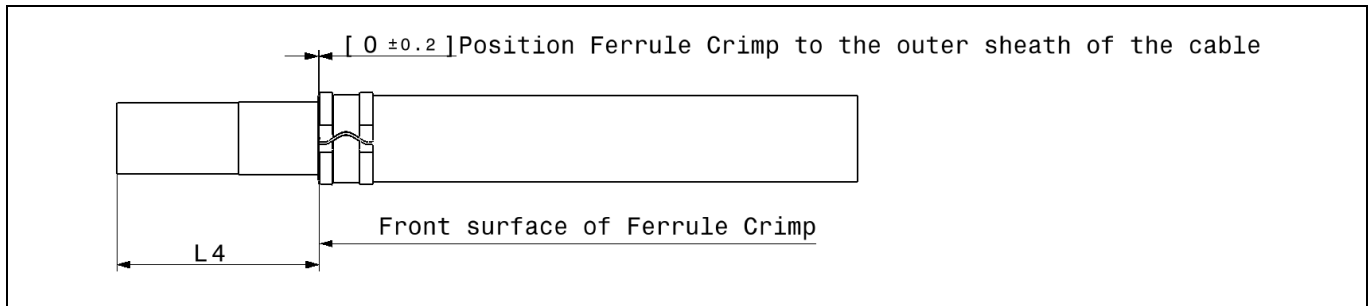 [ 0 ±0.2 ]Position Ferrule Crimp to the outer sheath of the cable
Front surface of Ferrule Crimp
L4